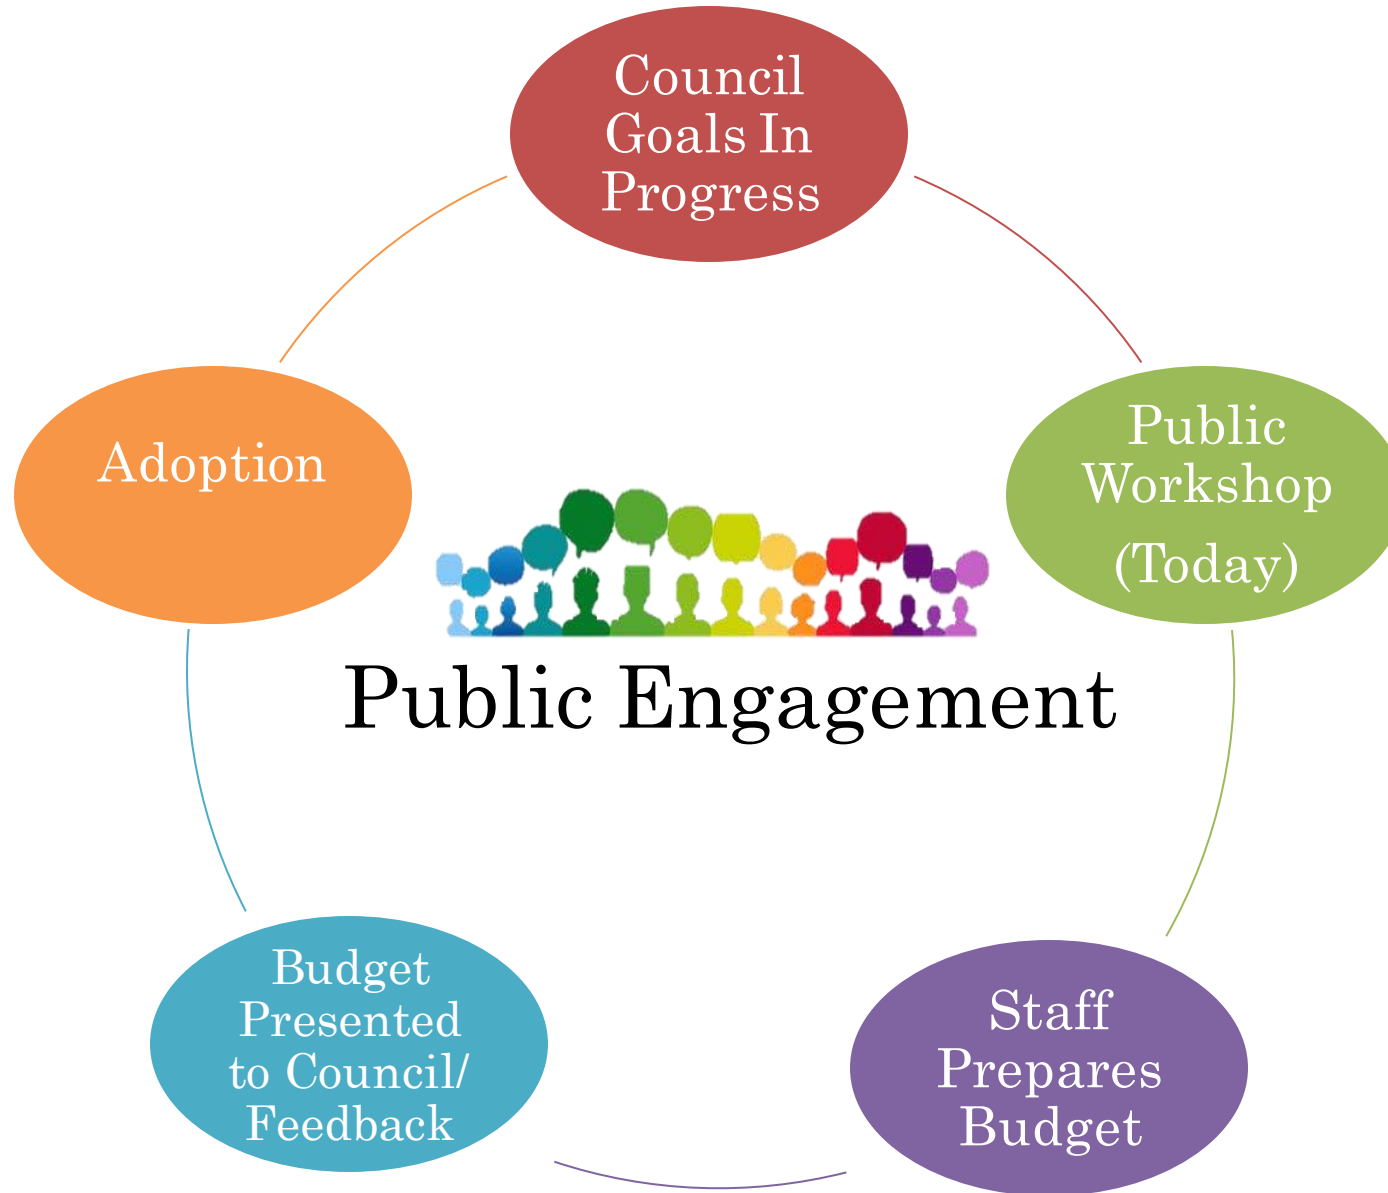 Council
Goals In
Progress
Public
Workshop
(Today)
Staff
Prepares
Budget
Budget
Presented
to Council/
Feedback
Adoption
Public Engagement